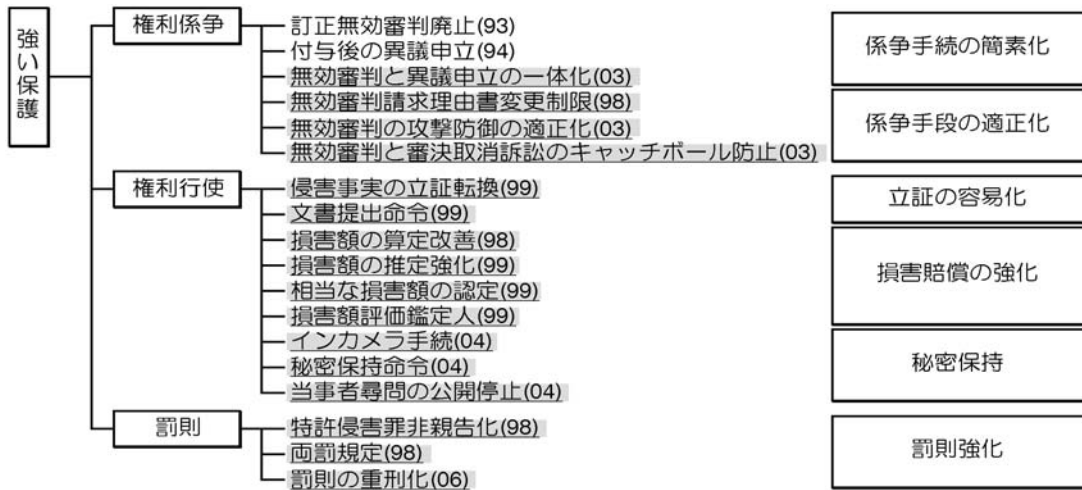 強い保護
権利係争
訂正無効審判廃止(93)
付与後の異議申立(94)
無効審判と異議申立の一体化(03)
無効審判請求理由書変更制限(98)
無効審判の攻撃防御の適正化(03)
無効審判と審決取消訴訟のキャッチボール防止(03)
係争手続の簡素化
係争手段の適正化
権利行使
侵害事実の立証転換(99)
文書提出命令(99)
損害額の算定改善(98)
損害額の推定強化(99)
相当な損害額の認定(99)
損害額評価鑑定人(99)
インカメラ手続(04)
秘密保持命令(04)
当事者尋問の公開停止(04)
立証の容易化
損害賠償の強化
秘密保持
罰則
特許侵害罪非親告化(98)
両罰規定(98)
罰則の重刑化(06)
罰則強化